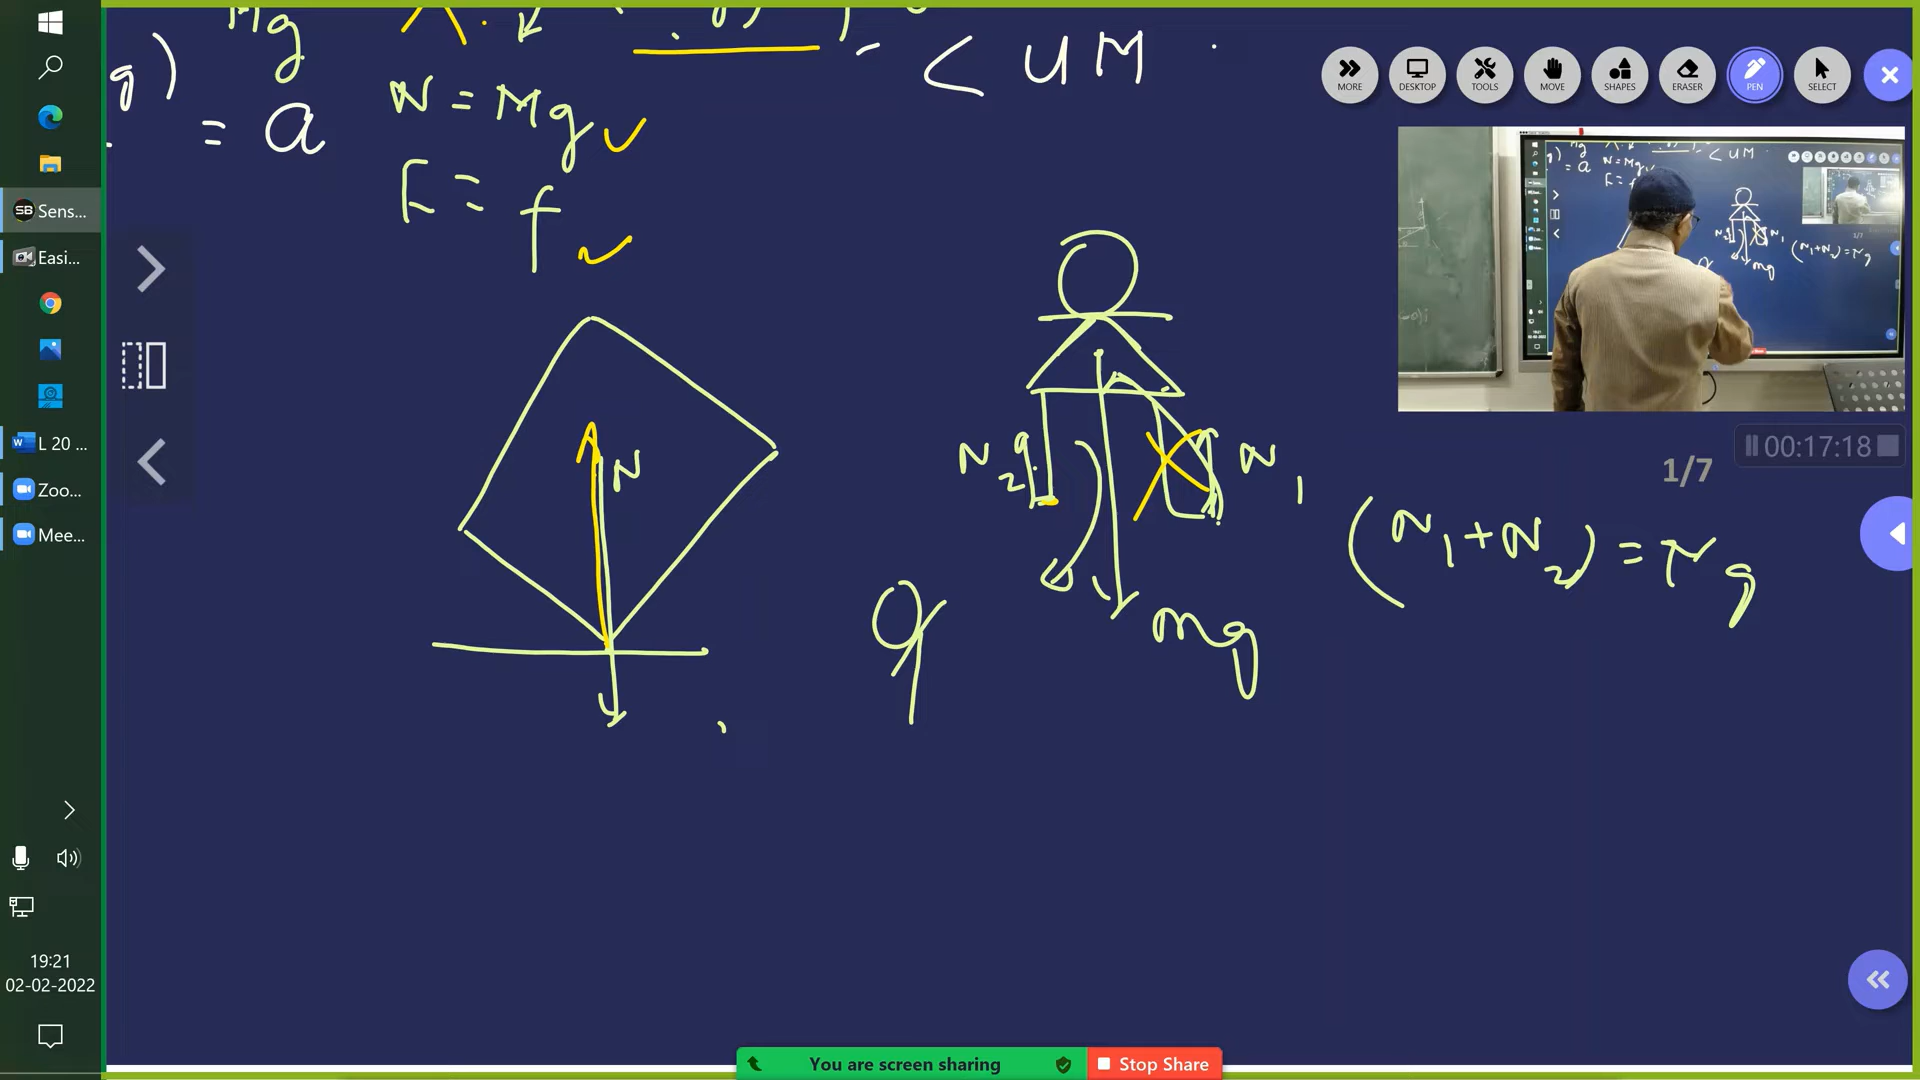 Mg
g)
= a
N = Mg
F = f
< UM
N
N2
N1
mg
(N1+N2) = Mg
MORE
DESKTOP
TOOLS
MOVE
SHAPES
ERASER
PEN
SELECT
00:17:18
1/7
Sens...
Easi...
L 20 ...
Zoo...
Mee...
19:21
02-02-2022
You are screen sharing
Stop Share